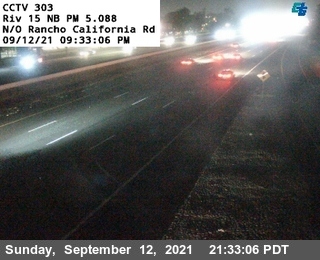 CCTV 303
Riv 15 NB PM 5.088
N/O Rancho California Rd
09/12/21 09:33:06 PM
Sunday, September 12, 2021 21:33:06 PDT